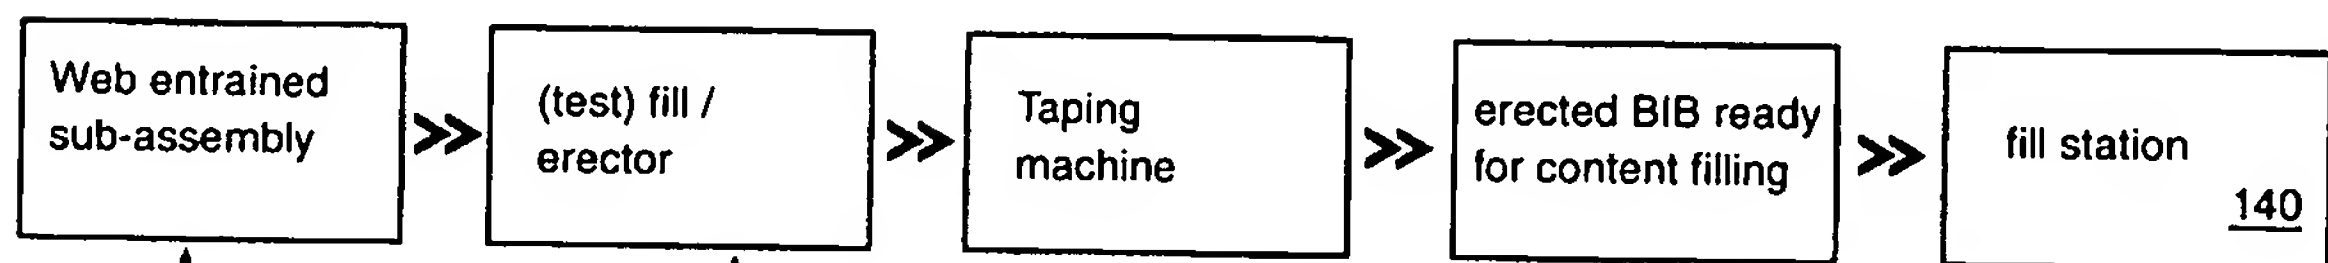 Web entrained
sub-assembly
(test) fill /
erector
Taping
machine
erected BIB ready
for content filling
fill station
140